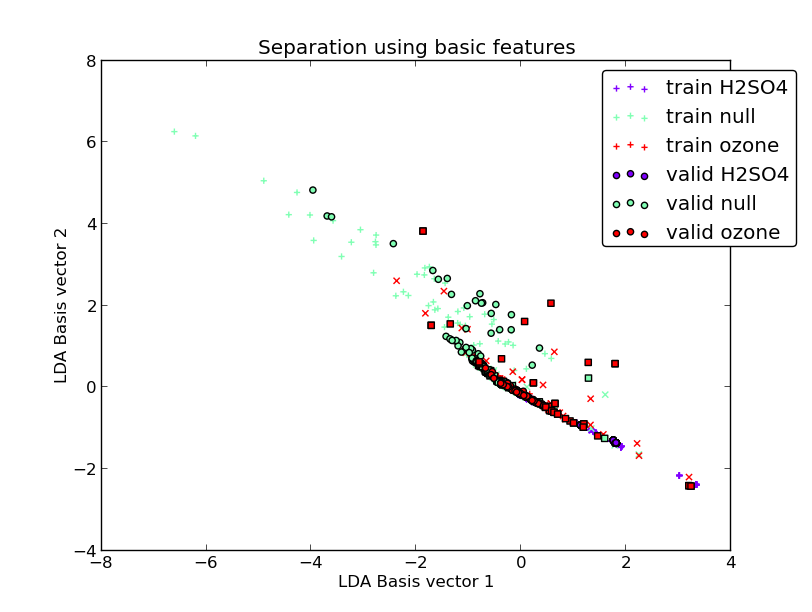 Separation using basic features
8
6
4
2
0
−2
−4
−8
−6
−4
−2
0
2
4
LDA Basis vector 1
LDA Basis vector 2
train H2SO4
train null
train ozone
valid H2SO4
valid null
valid ozone